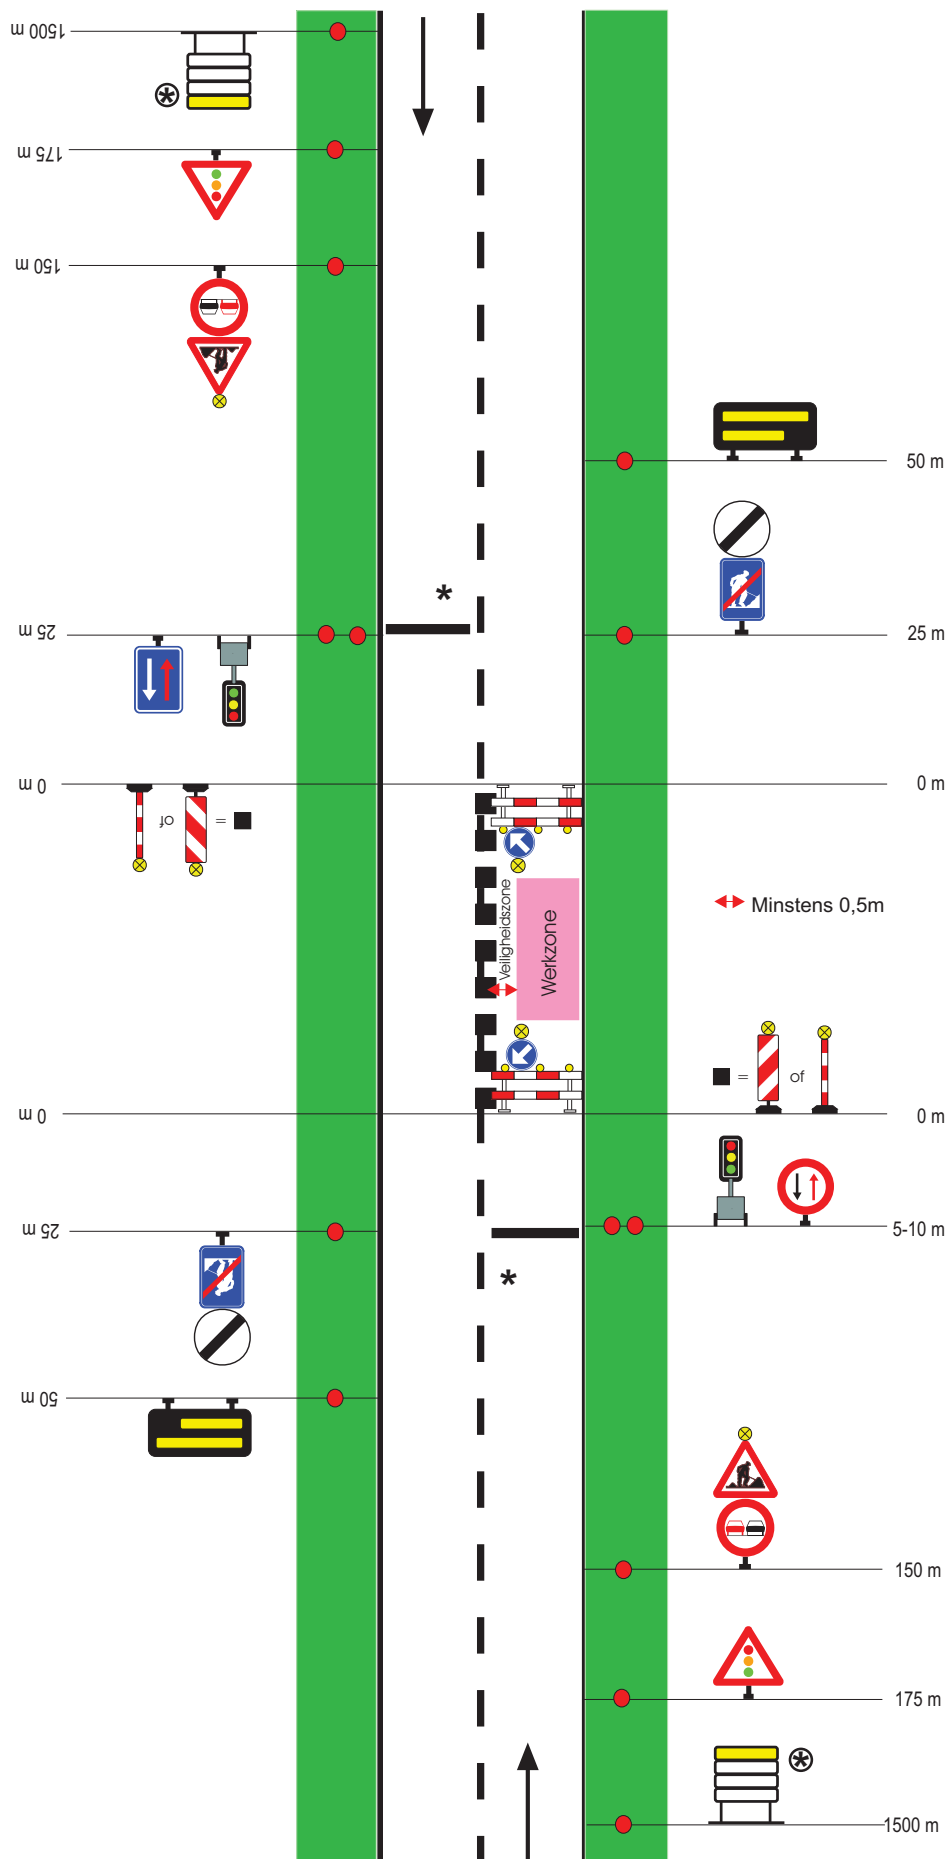 1500 m
175 m
150 m
50 m
*
25 m
25 m
0 m
0 m
of =
Veiligheidszone
Werkzone
Minstens 0,5m
= of
0 m
0 m
25 m
5-10 m
*
50 m
150 m
175 m
*
1500 m